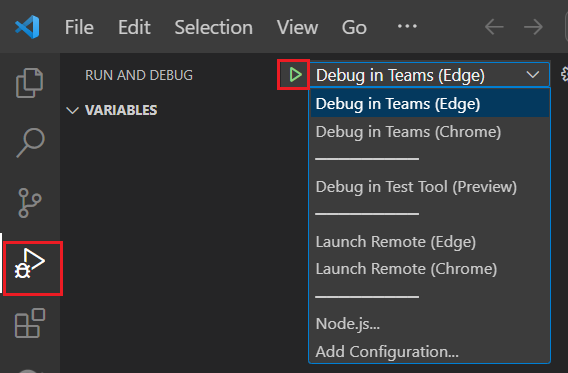 File Edit Selection View Go ···
RUN AND DEBUG
Debug in Teams (Edge)
VARIABLES
Debug in Teams (Edge)
Debug in Teams (Chrome)
Debug in Test Tool (Preview)
Launch Remote (Edge)
Launch Remote (Chrome)
Node.js...
Add Configuration...